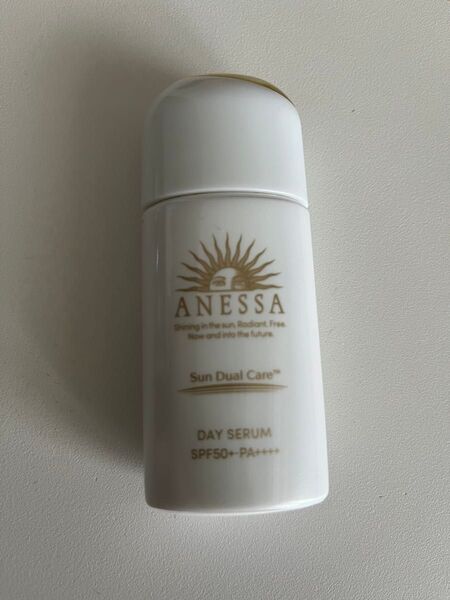 ANESSA
Shining in the sun. Radiant. Free.
Now and into the future.
Sun Dual Care™
DAY SERUM
SPF50+・PA++++